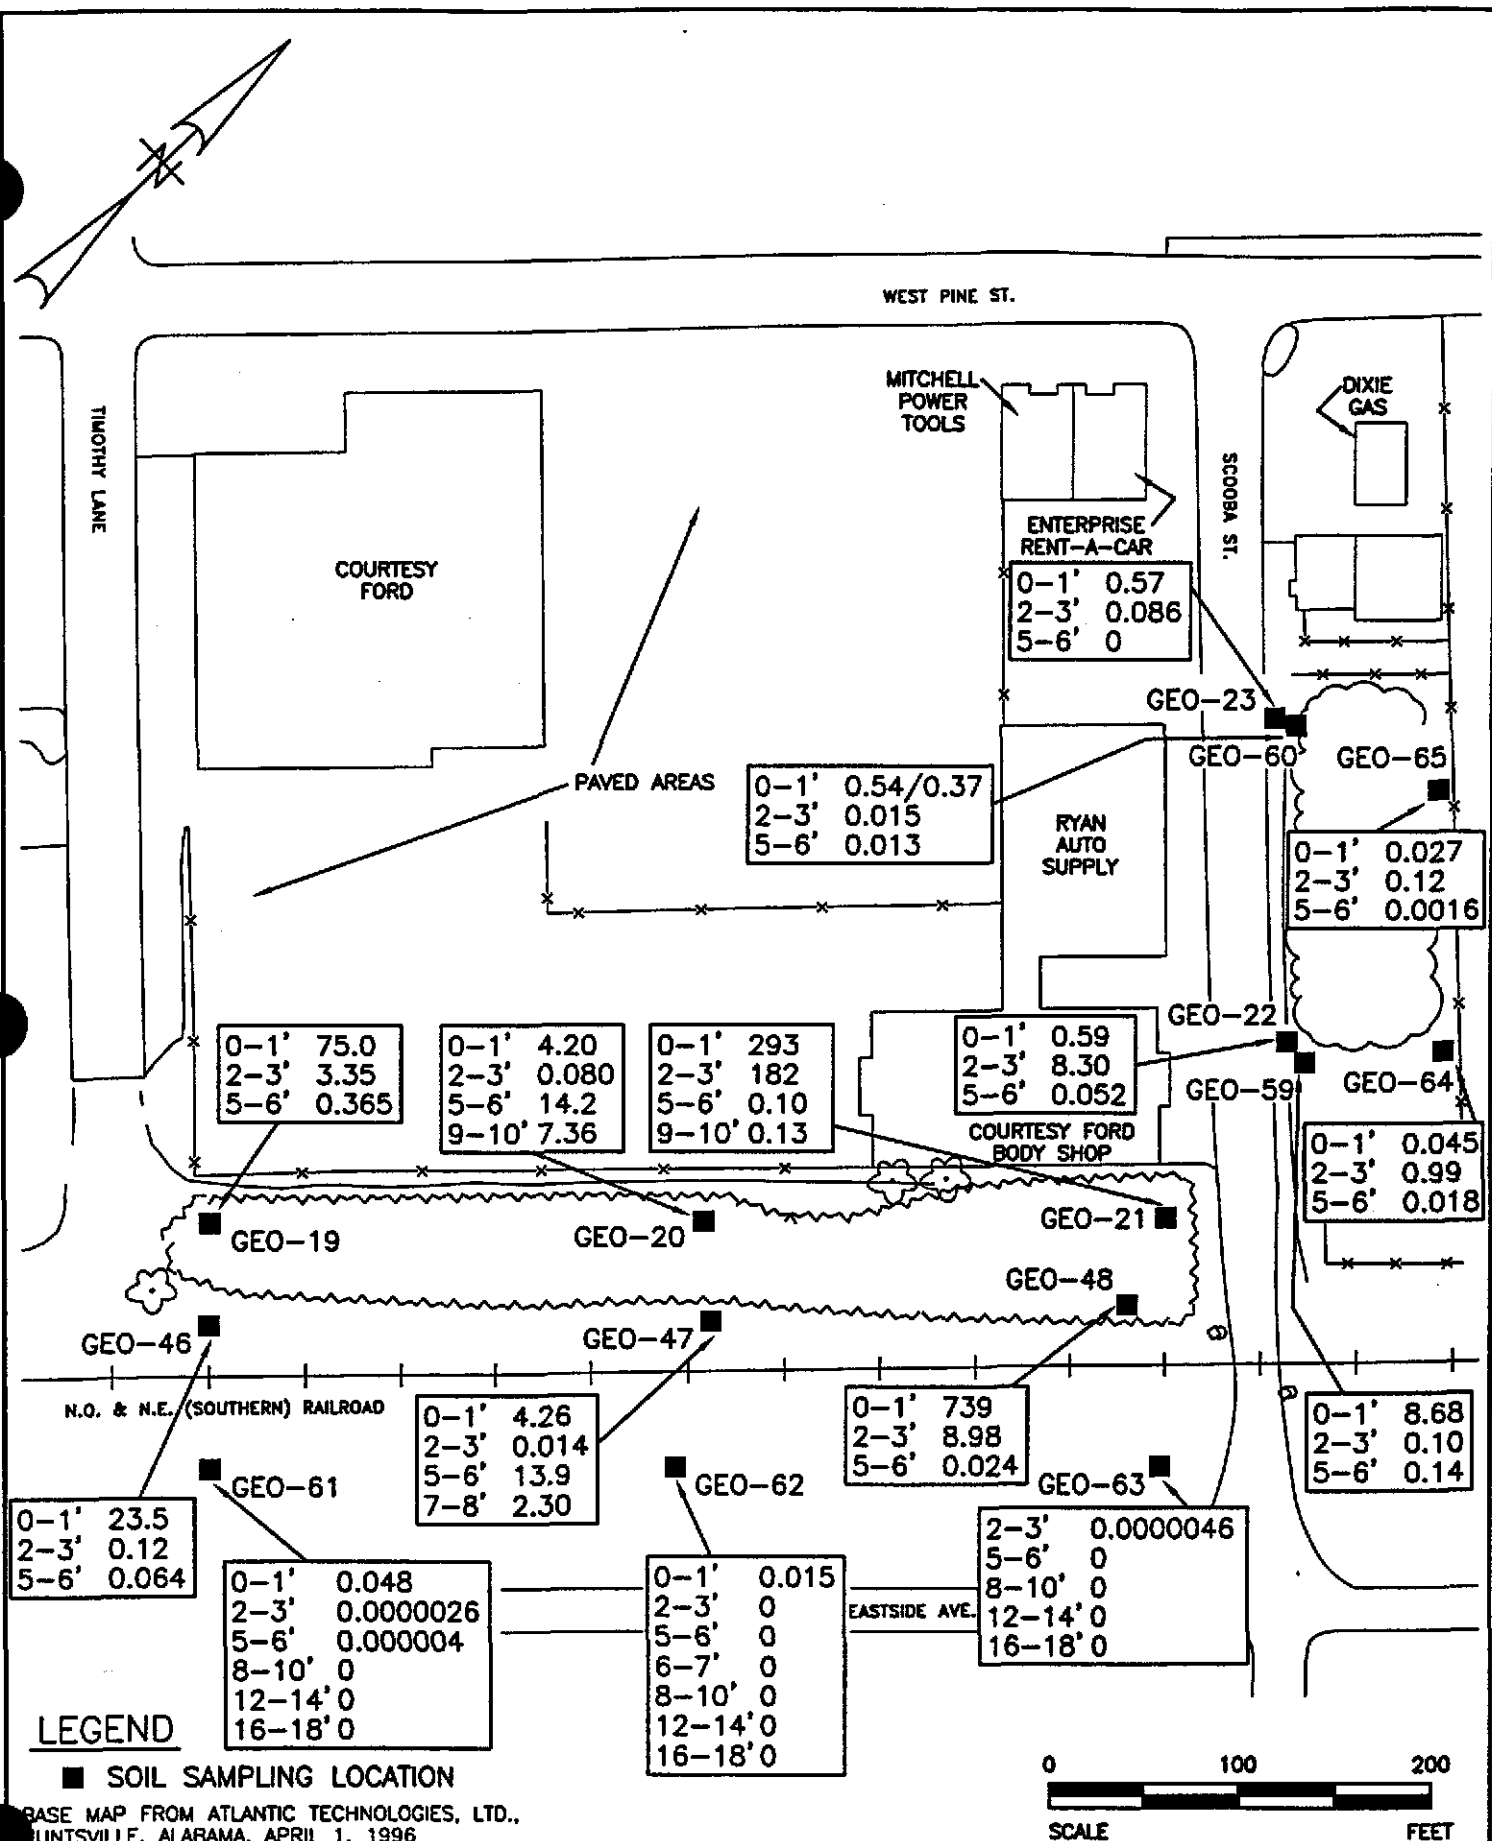 N
WEST PINE ST.
MITCHELL
POWER
TOOLS
DIXIE
GAS
TIMOTHY LANE
SCOOBA ST.
ENTERPRISE
RENT-A-CAR
COURTESY
FORD
0-1' 0.57
2-3' 0.086
5-6' 0
GEO-23
GEO-60
GEO-65
PAVED AREAS
0-1' 0.54/0.37
2-3' 0.015
5-6' 0.013
RYAN
AUTO
SUPPLY
0-1' 0.027
2-3' 0.12
5-6' 0.0016
0-1' 75.0
2-3' 3.35
5-6' 0.365
0-1' 4.20
2-3' 0.080
5-6' 14.2
9-10' 7.36
0-1' 293
2-3' 182
5-6' 0.10
9-10' 0.13
GEO-22
0-1' 0.59
2-3' 8.30
5-6' 0.052
GEO-59
GEO-64
COURTESY FORD
BODY SHOP
0-1' 0.045
2-3' 0.99
5-6' 0.018
GEO-19
GEO-20
GEO-21
GEO-48
GEO-46
GEO-47
N.O. & N.E. (SOUTHERN) RAILROAD
0-1' 4.26
2-3' 0.014
5-6' 13.9
7-8' 2.30
0-1' 739
2-3' 8.98
5-6' 0.024
0-1' 8.68
2-3' 0.10
5-6' 0.14
GEO-61
GEO-62
GEO-63
0-1' 23.5
2-3' 0.12
5-6' 0.064
0-1' 0.048
2-3' 0.0000026
5-6' 0.000004
8-10' 0
12-14' 0
16-18' 0
0-1' 0.015
2-3' 0
5-6' 0
6-7' 0
8-10' 0
12-14' 0
16-18' 0
EASTSIDE AVE.
2-3' 0.0000046
5-6' 0
8-10' 0
12-14' 0
16-18' 0
LEGEND
SOIL SAMPLING LOCATION
BASE MAP FROM ATLANTIC TECHNOLOGIES, LTD.,
HUNTSVILLE, ALABAMA, APRIL 1, 1996
0 100 200
SCALE FEET